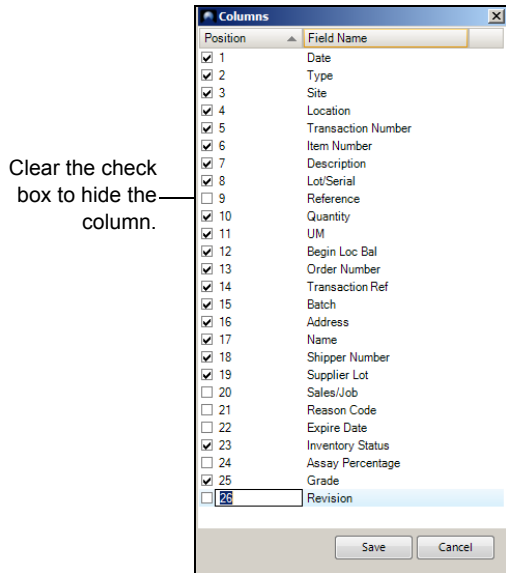 Columns
Position Field Name
1 Date
2 Type
3 Site
4 Location
5 Transaction Number
6 Item Number
7 Description
8 Lot/Serial
9 Reference
10 Quantity
11 UM
12 Begin Loc Bal
13 Order Number
14 Transaction Ref
15 Batch
16 Address
17 Name
18 Shipper Number
19 Supplier Lot
20 Sales/Job
21 Reason Code
22 Expire Date
23 Inventory Status
24 Assay Percentage
25 Grade
26 Revision
Save Cancel
Clear the check
box to hide the
column.